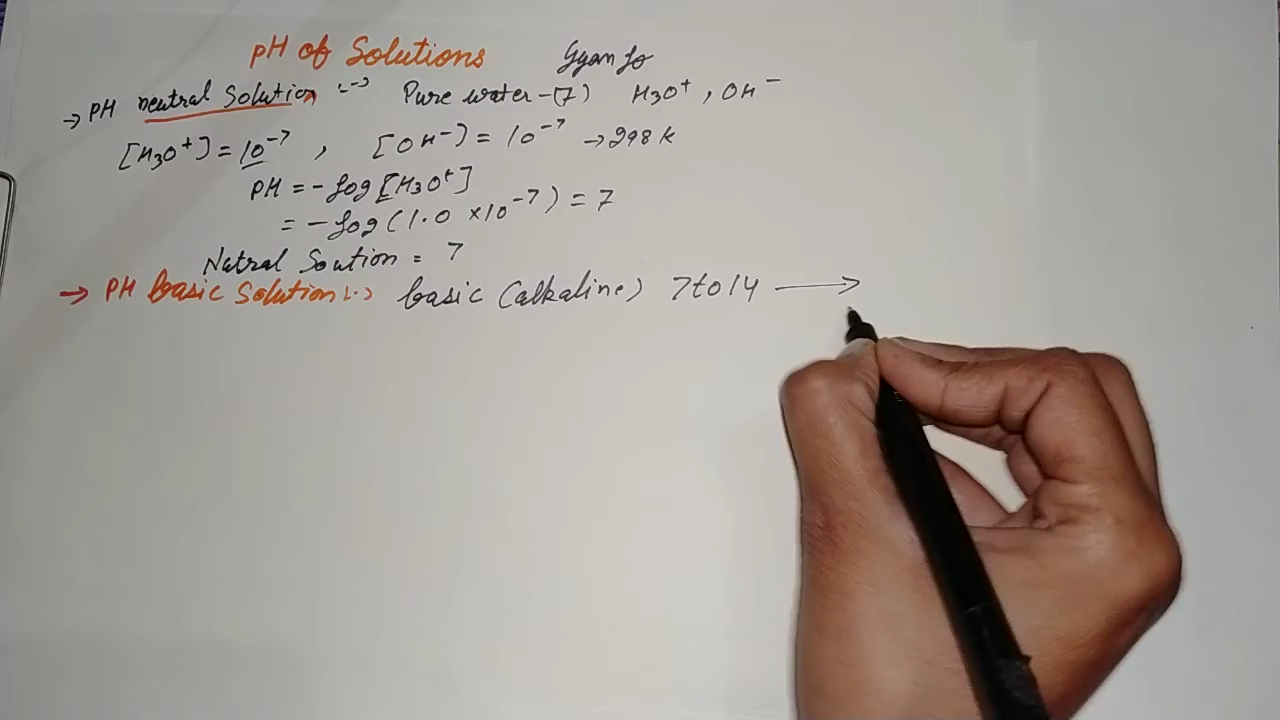 pH of Solutions Gyan Jo
→ PH neutral Solution :-> Pure water-(7) H3O⁺, OH⁻
[H3O⁺] = 10⁻⁷ , [OH⁻) = 10⁻⁷ → 298 k
PH = - log [H3O⁺]
= - log (1.0 ×10⁻⁷) = 7
Natral Soution = 7
→ PH basic Solution :-> basic (alkaline) 7to14 →